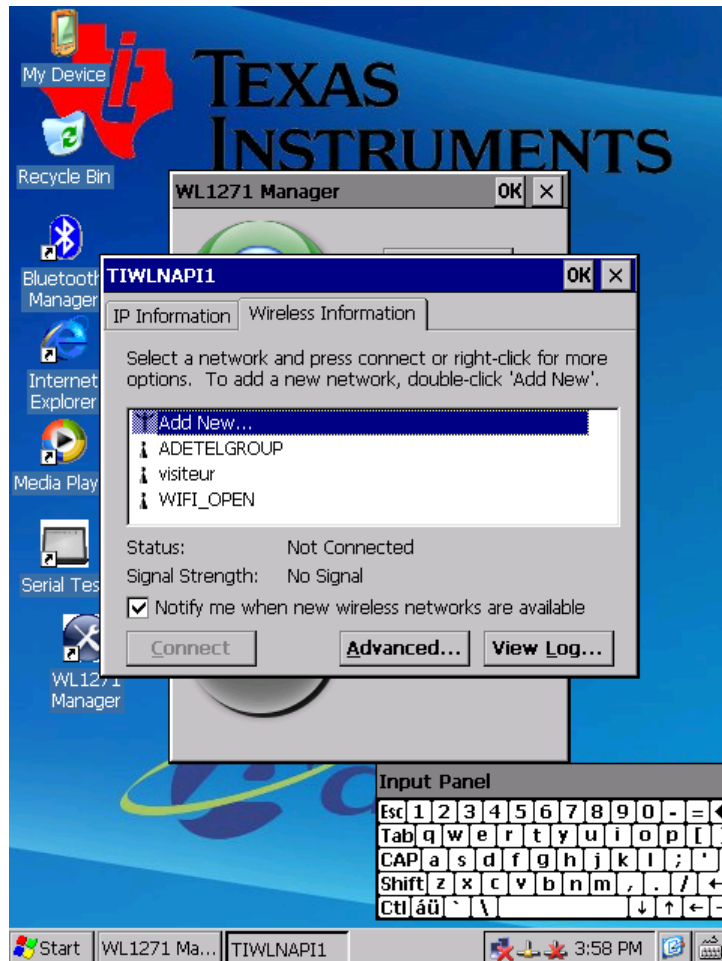 My Device
TEXAS
INSTRUMENTS
Recycle Bin
WL1271 Manager
OK
Bluetooth
Manager
TIWLNAPI1
OK
IP Information
Wireless Information
Select a network and press connect or right-click for more
options. To add a new network, double-click 'Add New'.
Internet
Explorer
Add New...
ADETELGROUP
visiteur
WIFI_OPEN
Media Play
Status: Not Connected
Signal Strength: No Signal
Serial Tes
Notify me when new wireless networks are available
Connect
Advanced...
View Log...
WL1271
Manager
Input Panel
Esc 1 2 3 4 5 6 7 8 9 0 - =
Tab q w e r t y u i o p [ ]
CAP a s d f g h j k l ; '
Shift z x c v b n m , . /
Ctl áü ` \
Start
WL1271 Ma...
TIWLNAPI1
3:58 PM